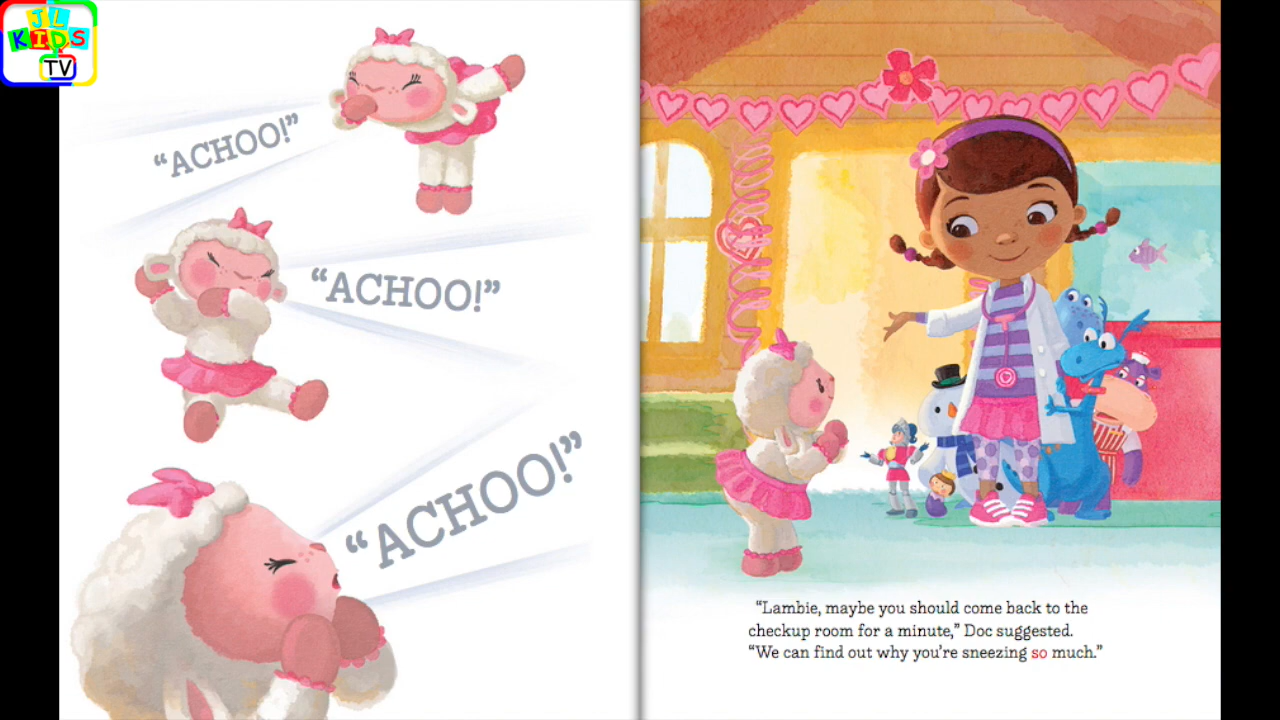 JL
KIDS
TV
“ACHOO!”
“ACHOO!”
“ACHOO!”
“Lambie, maybe you should come back to the
checkup room for a minute,” Doc suggested.
“We can find out why you’re sneezing so much.”